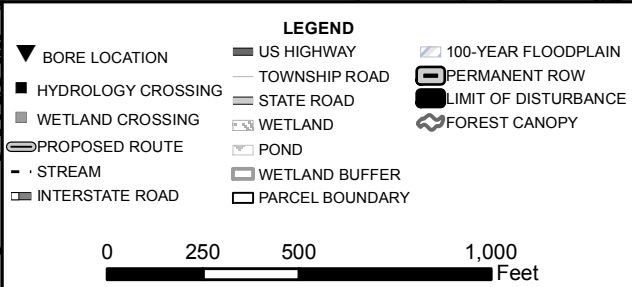 LEGEND
BORE LOCATION
HYDROLOGY CROSSING
WETLAND CROSSING
PROPOSED ROUTE
STREAM
INTERSTATE ROAD
US HIGHWAY
TOWNSHIP ROAD
STATE ROAD
WETLAND
POND
WETLAND BUFFER
PARCEL BOUNDARY
100-YEAR FLOODPLAIN
PERMANENT ROW
LIMIT OF DISTURBANCE
FOREST CANOPY
0 250 500 1,000
Feet